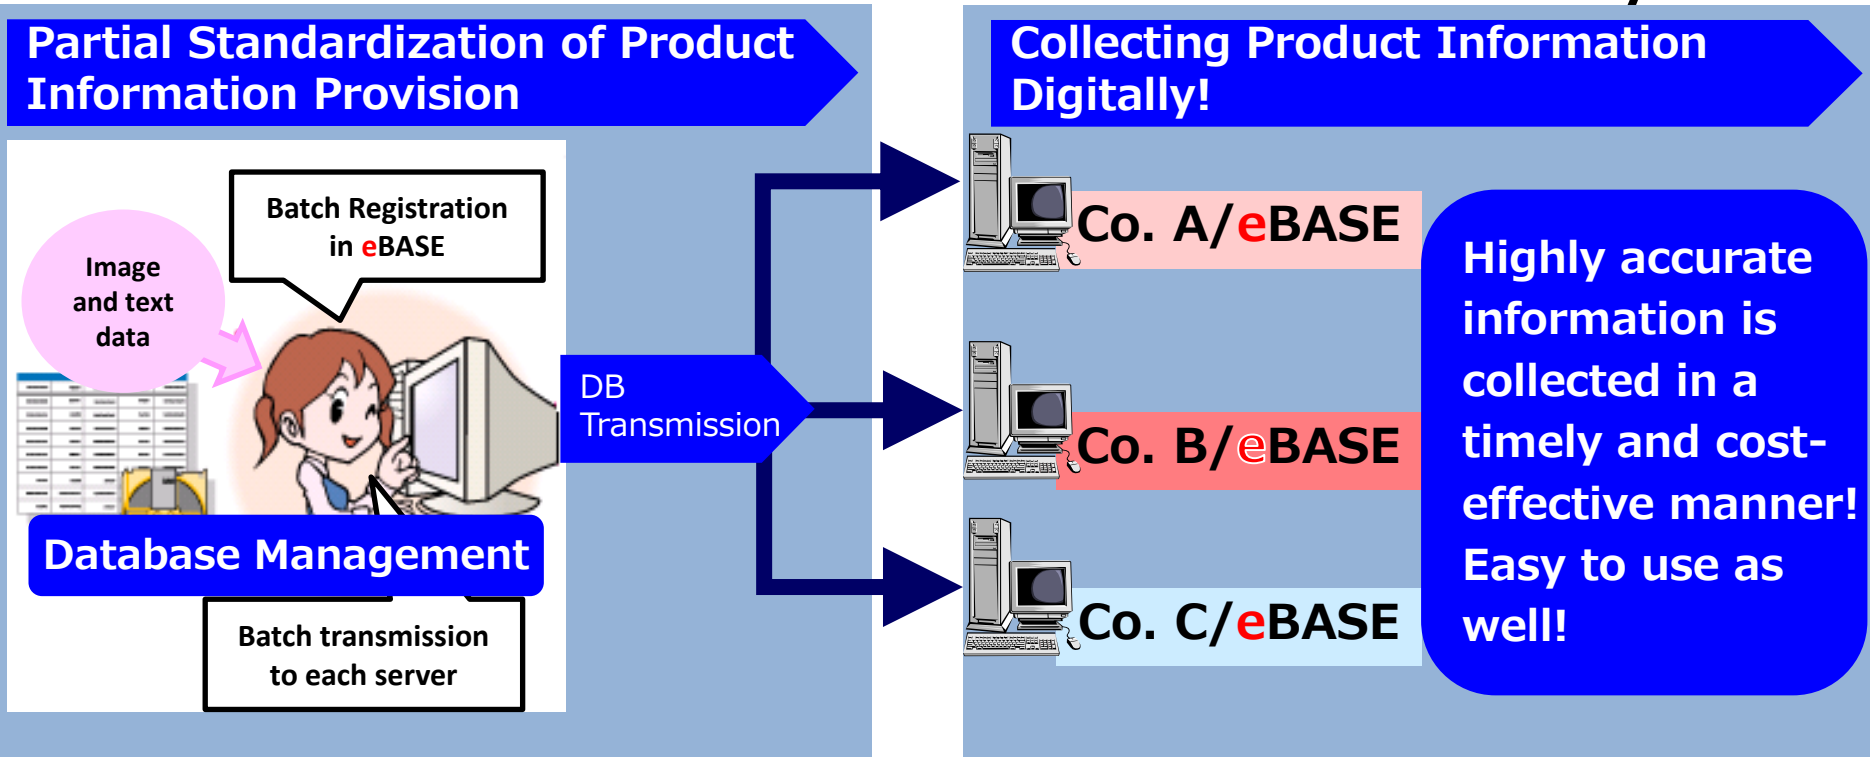 Partial Standardization of Product
Information Provision
Batch Registration
in eBASE
Image
and text
data
DB
Transmission
Database Management
Batch transmission
to each server
Collecting Product Information
Digitally!
Co. A/eBASE
Co. B/eBASE
Co. C/eBASE
Highly accurate
information is
collected in a
timely and cost-
effective manner!
Easy to use as
well!